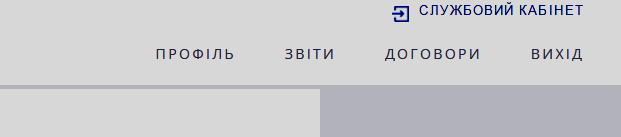 СЛУЖБОВИЙ КАБІНЕТ
ПРОФІЛЬ ЗВІТИ ДОГОВОРИ ВИХІД